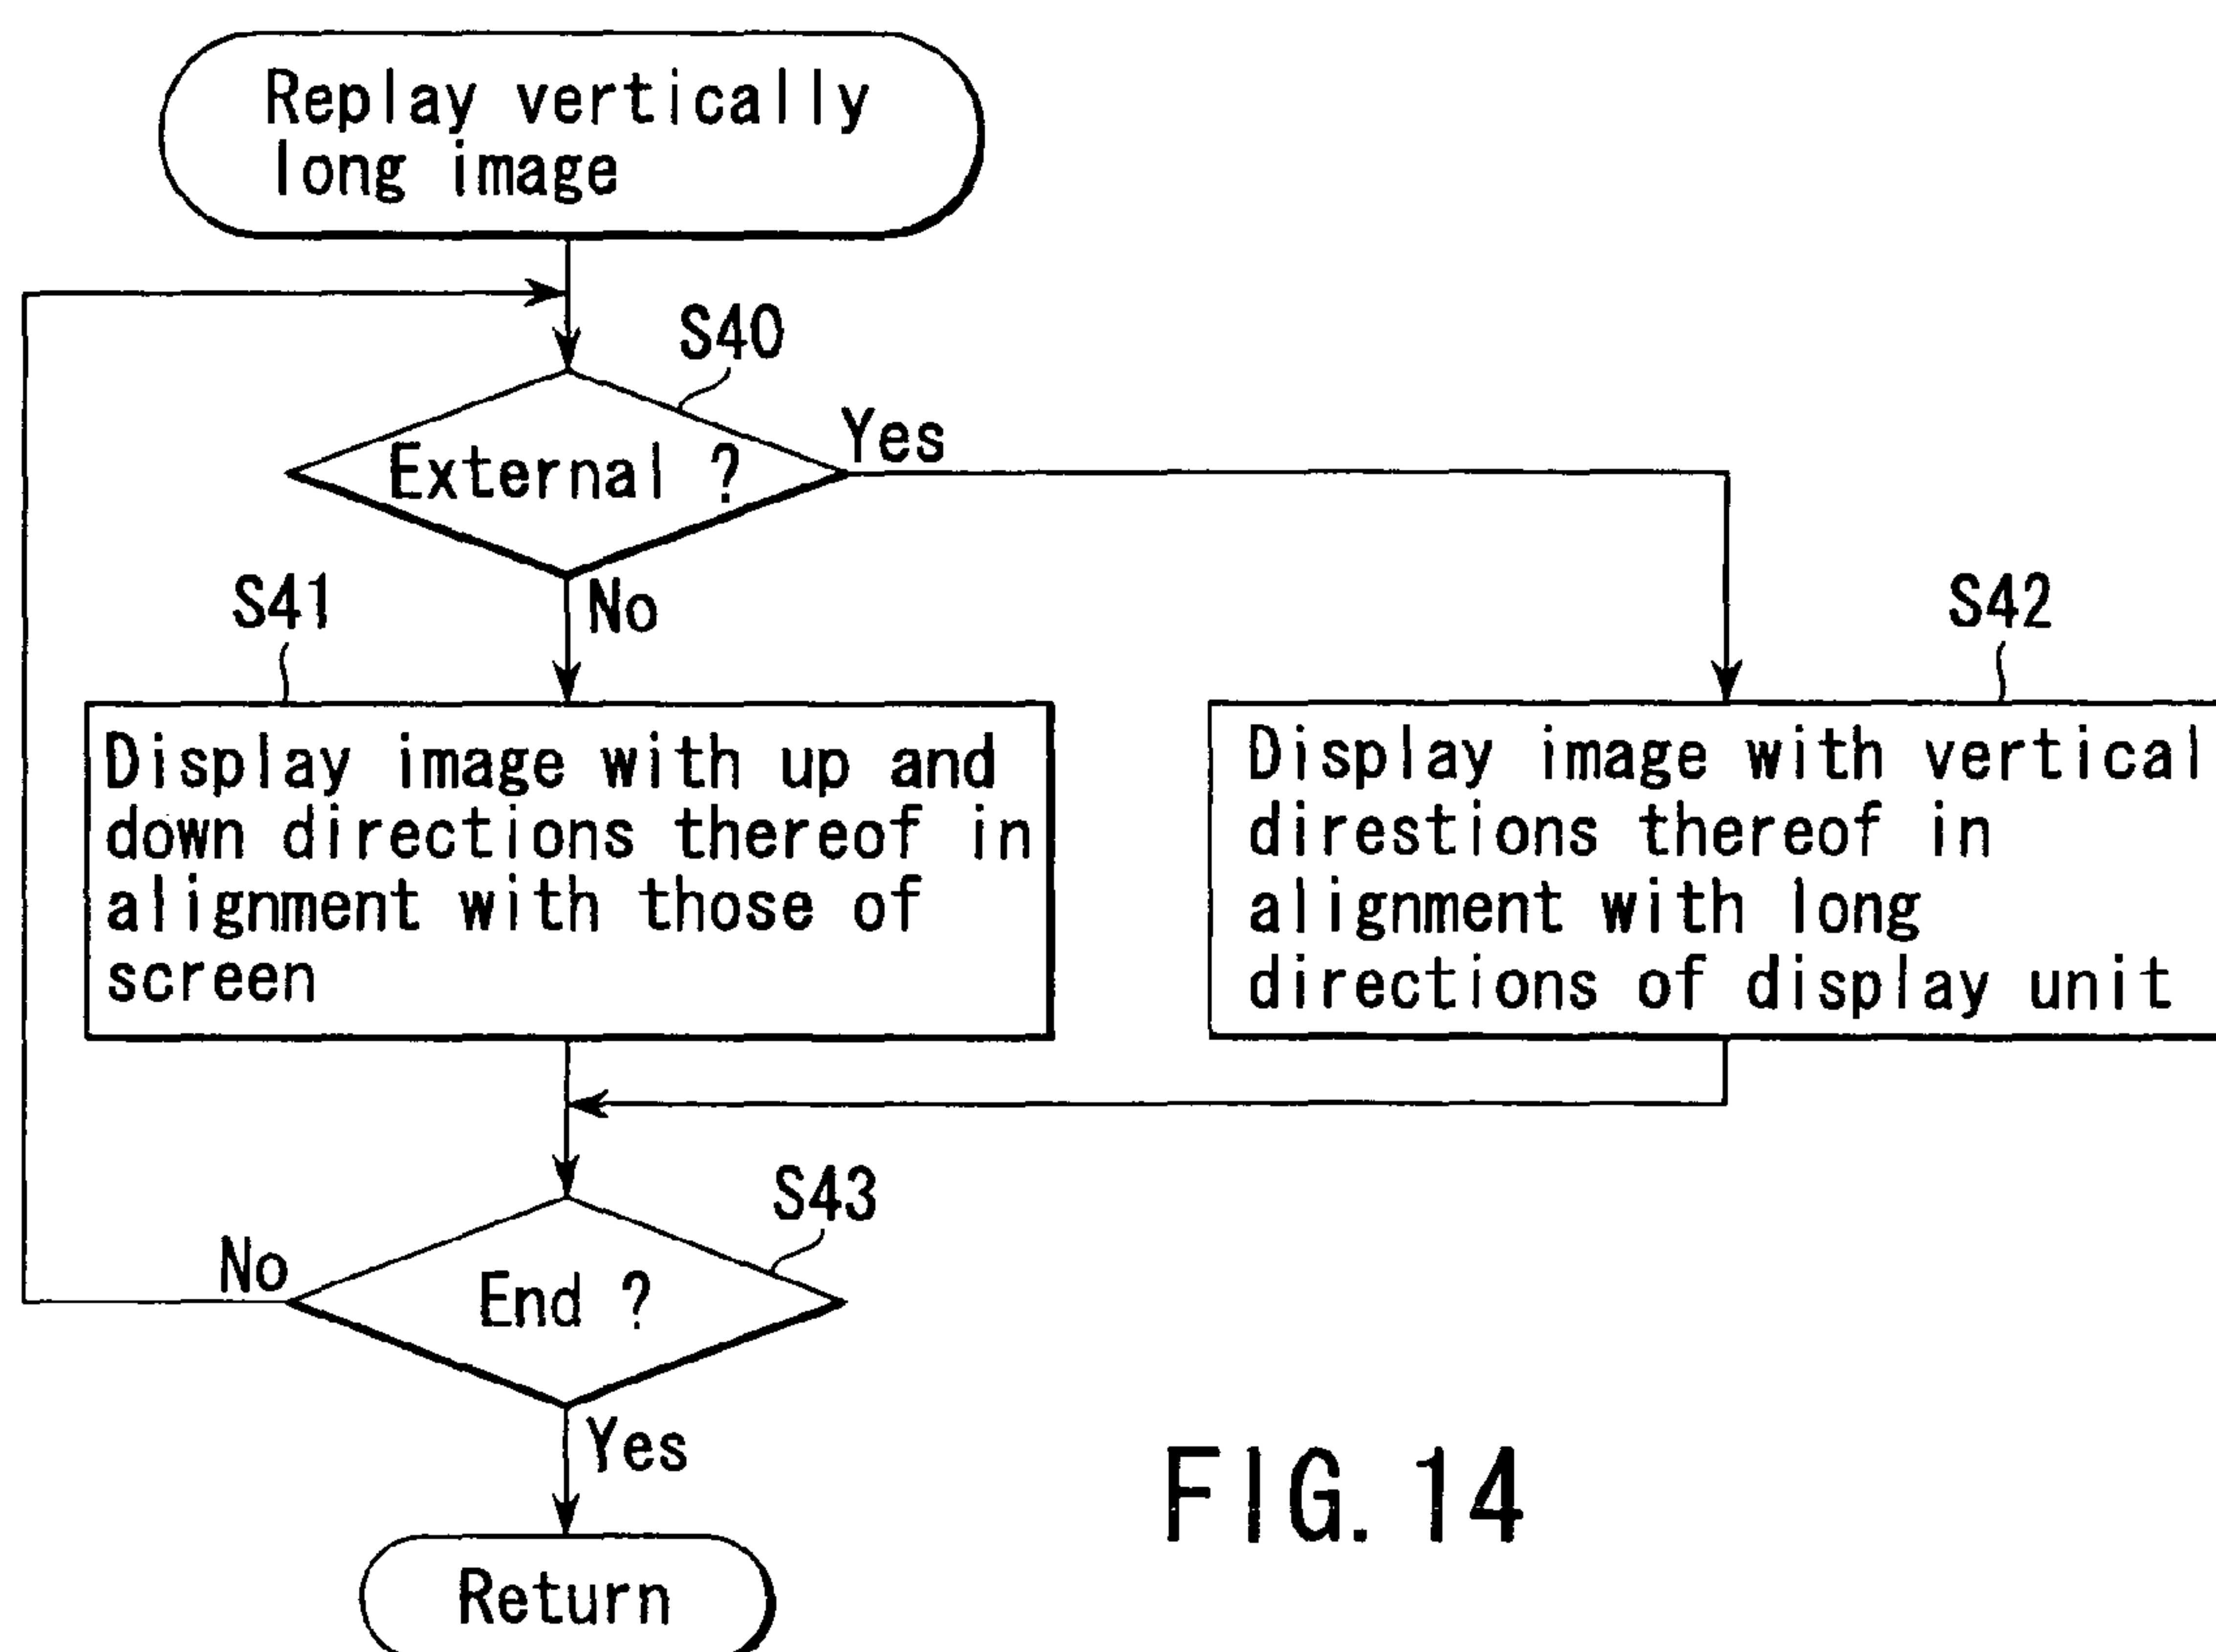 Replay vertically
long image
S40
External ?
Yes
No
S41
S42
Display image with up and
down directions thereof in
alignment with those of
screen
Display image with vertical
direstions thereof in
alignment with long
directions of display unit
S43
No
End ?
Yes
Return
FIG. 14